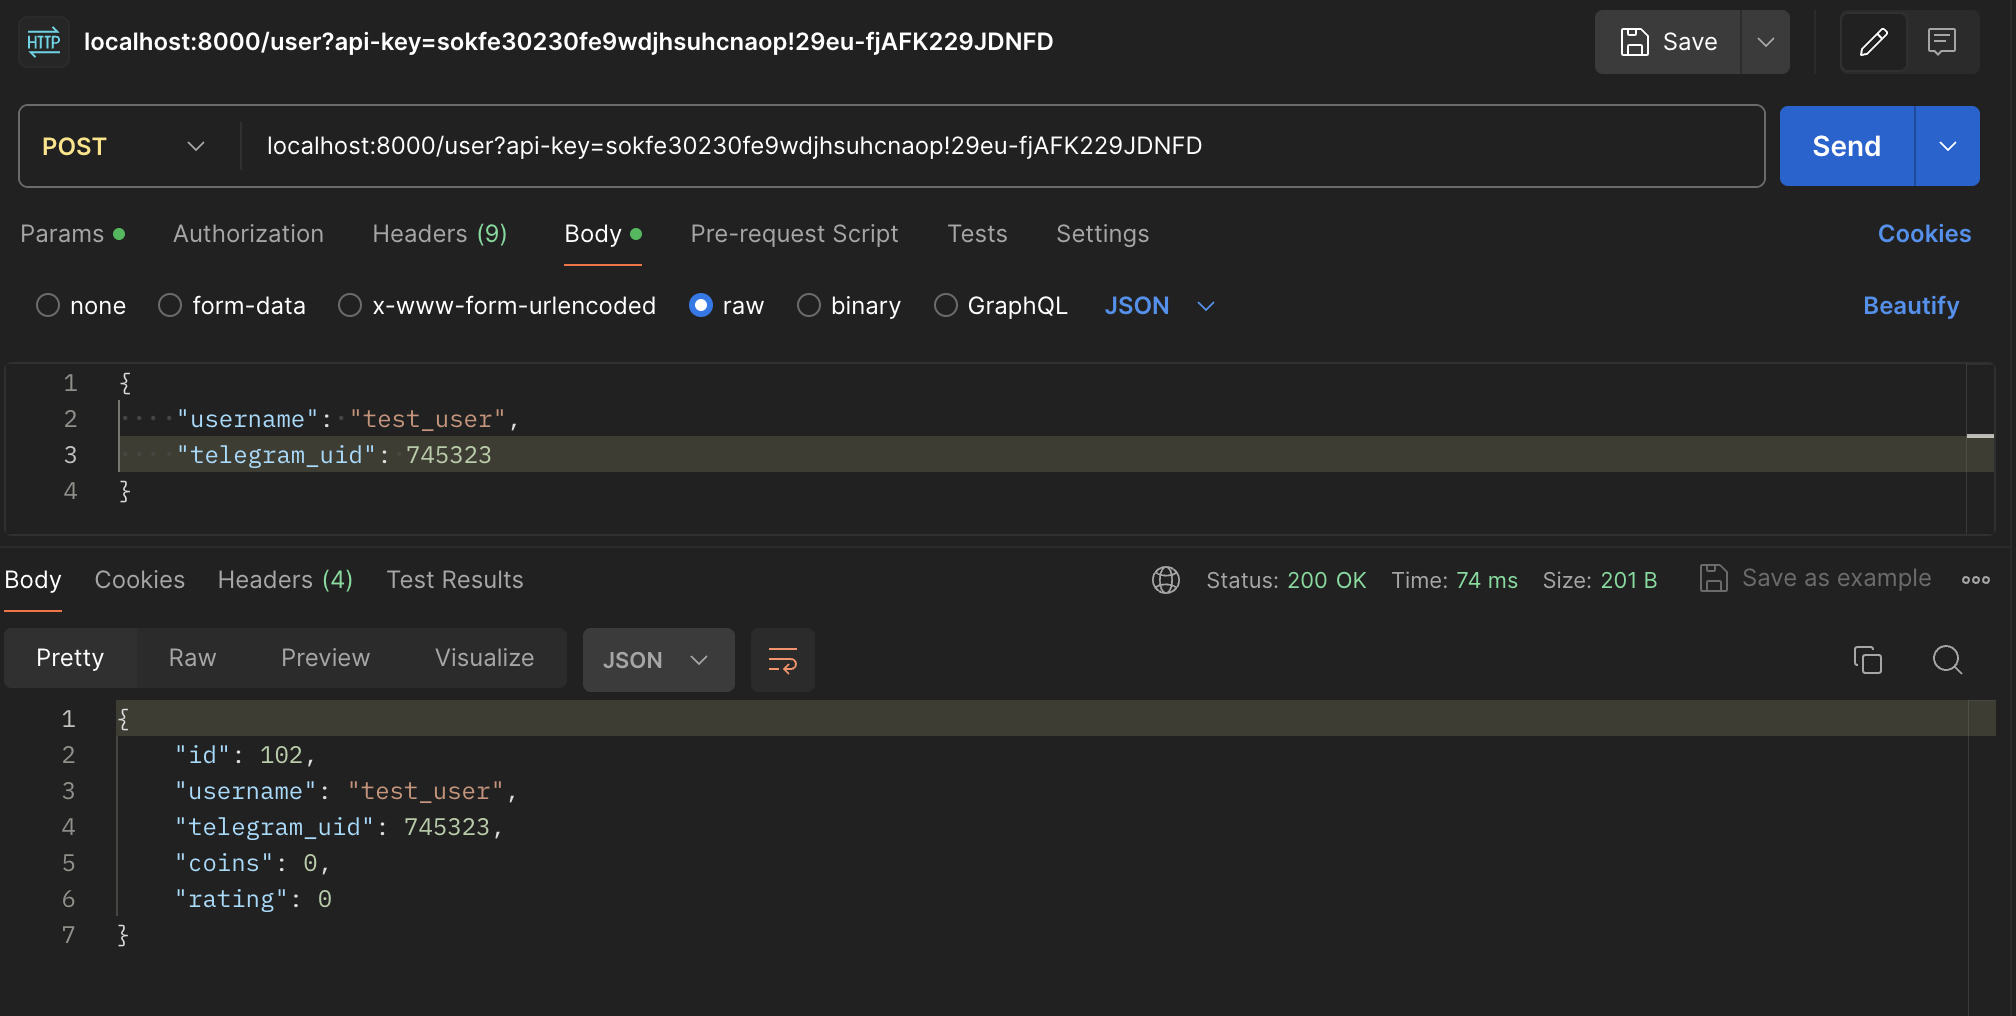 HTTP localhost:8000/user?api-key=sokfe30230fe9wdjhsuhcnaop!29eu-fjAFK229JDNFD Save
POST localhost:8000/user?api-key=sokfe30230fe9wdjhsuhcnaop!29eu-fjAFK229JDNFD Send
Params Authorization Headers (9) Body Pre-request Script Tests Settings Cookies
none form-data x-www-form-urlencoded raw binary GraphQL JSON Beautify
1 {
2 "username": "test_user",
3 "telegram_uid": 745323
4 }
Body Cookies Headers (4) Test Results Status: 200 OK Time: 74 ms Size: 201 B Save as example
Pretty Raw Preview Visualize JSON
1 {
2 "id": 102,
3 "username": "test_user",
4 "telegram_uid": 745323,
5 "coins": 0,
6 "rating": 0
7 }